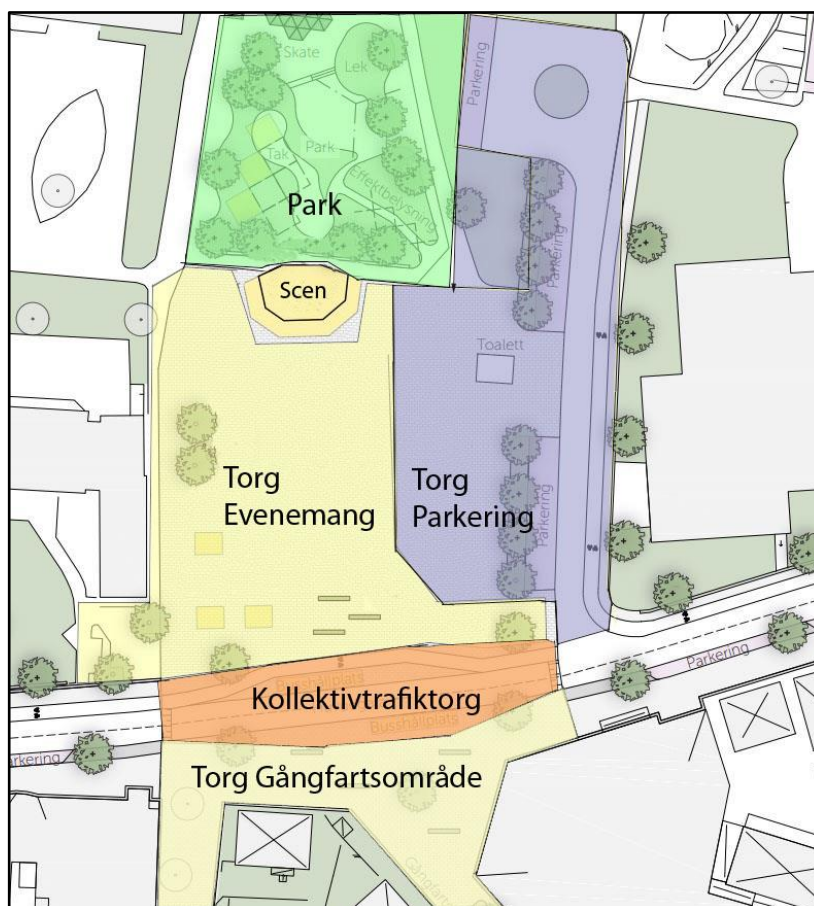 Skate
Lek
Parkering
Tak
Park
Effektbelysning
Park
Parkering
Scen
Toalett
Torg
Evenemang
Torg
Parkering
Parkering
Parkering
Busshållplats
Kollektivtrafiktorg
Busshållplats
Parkering
Torg Gångfartsområde